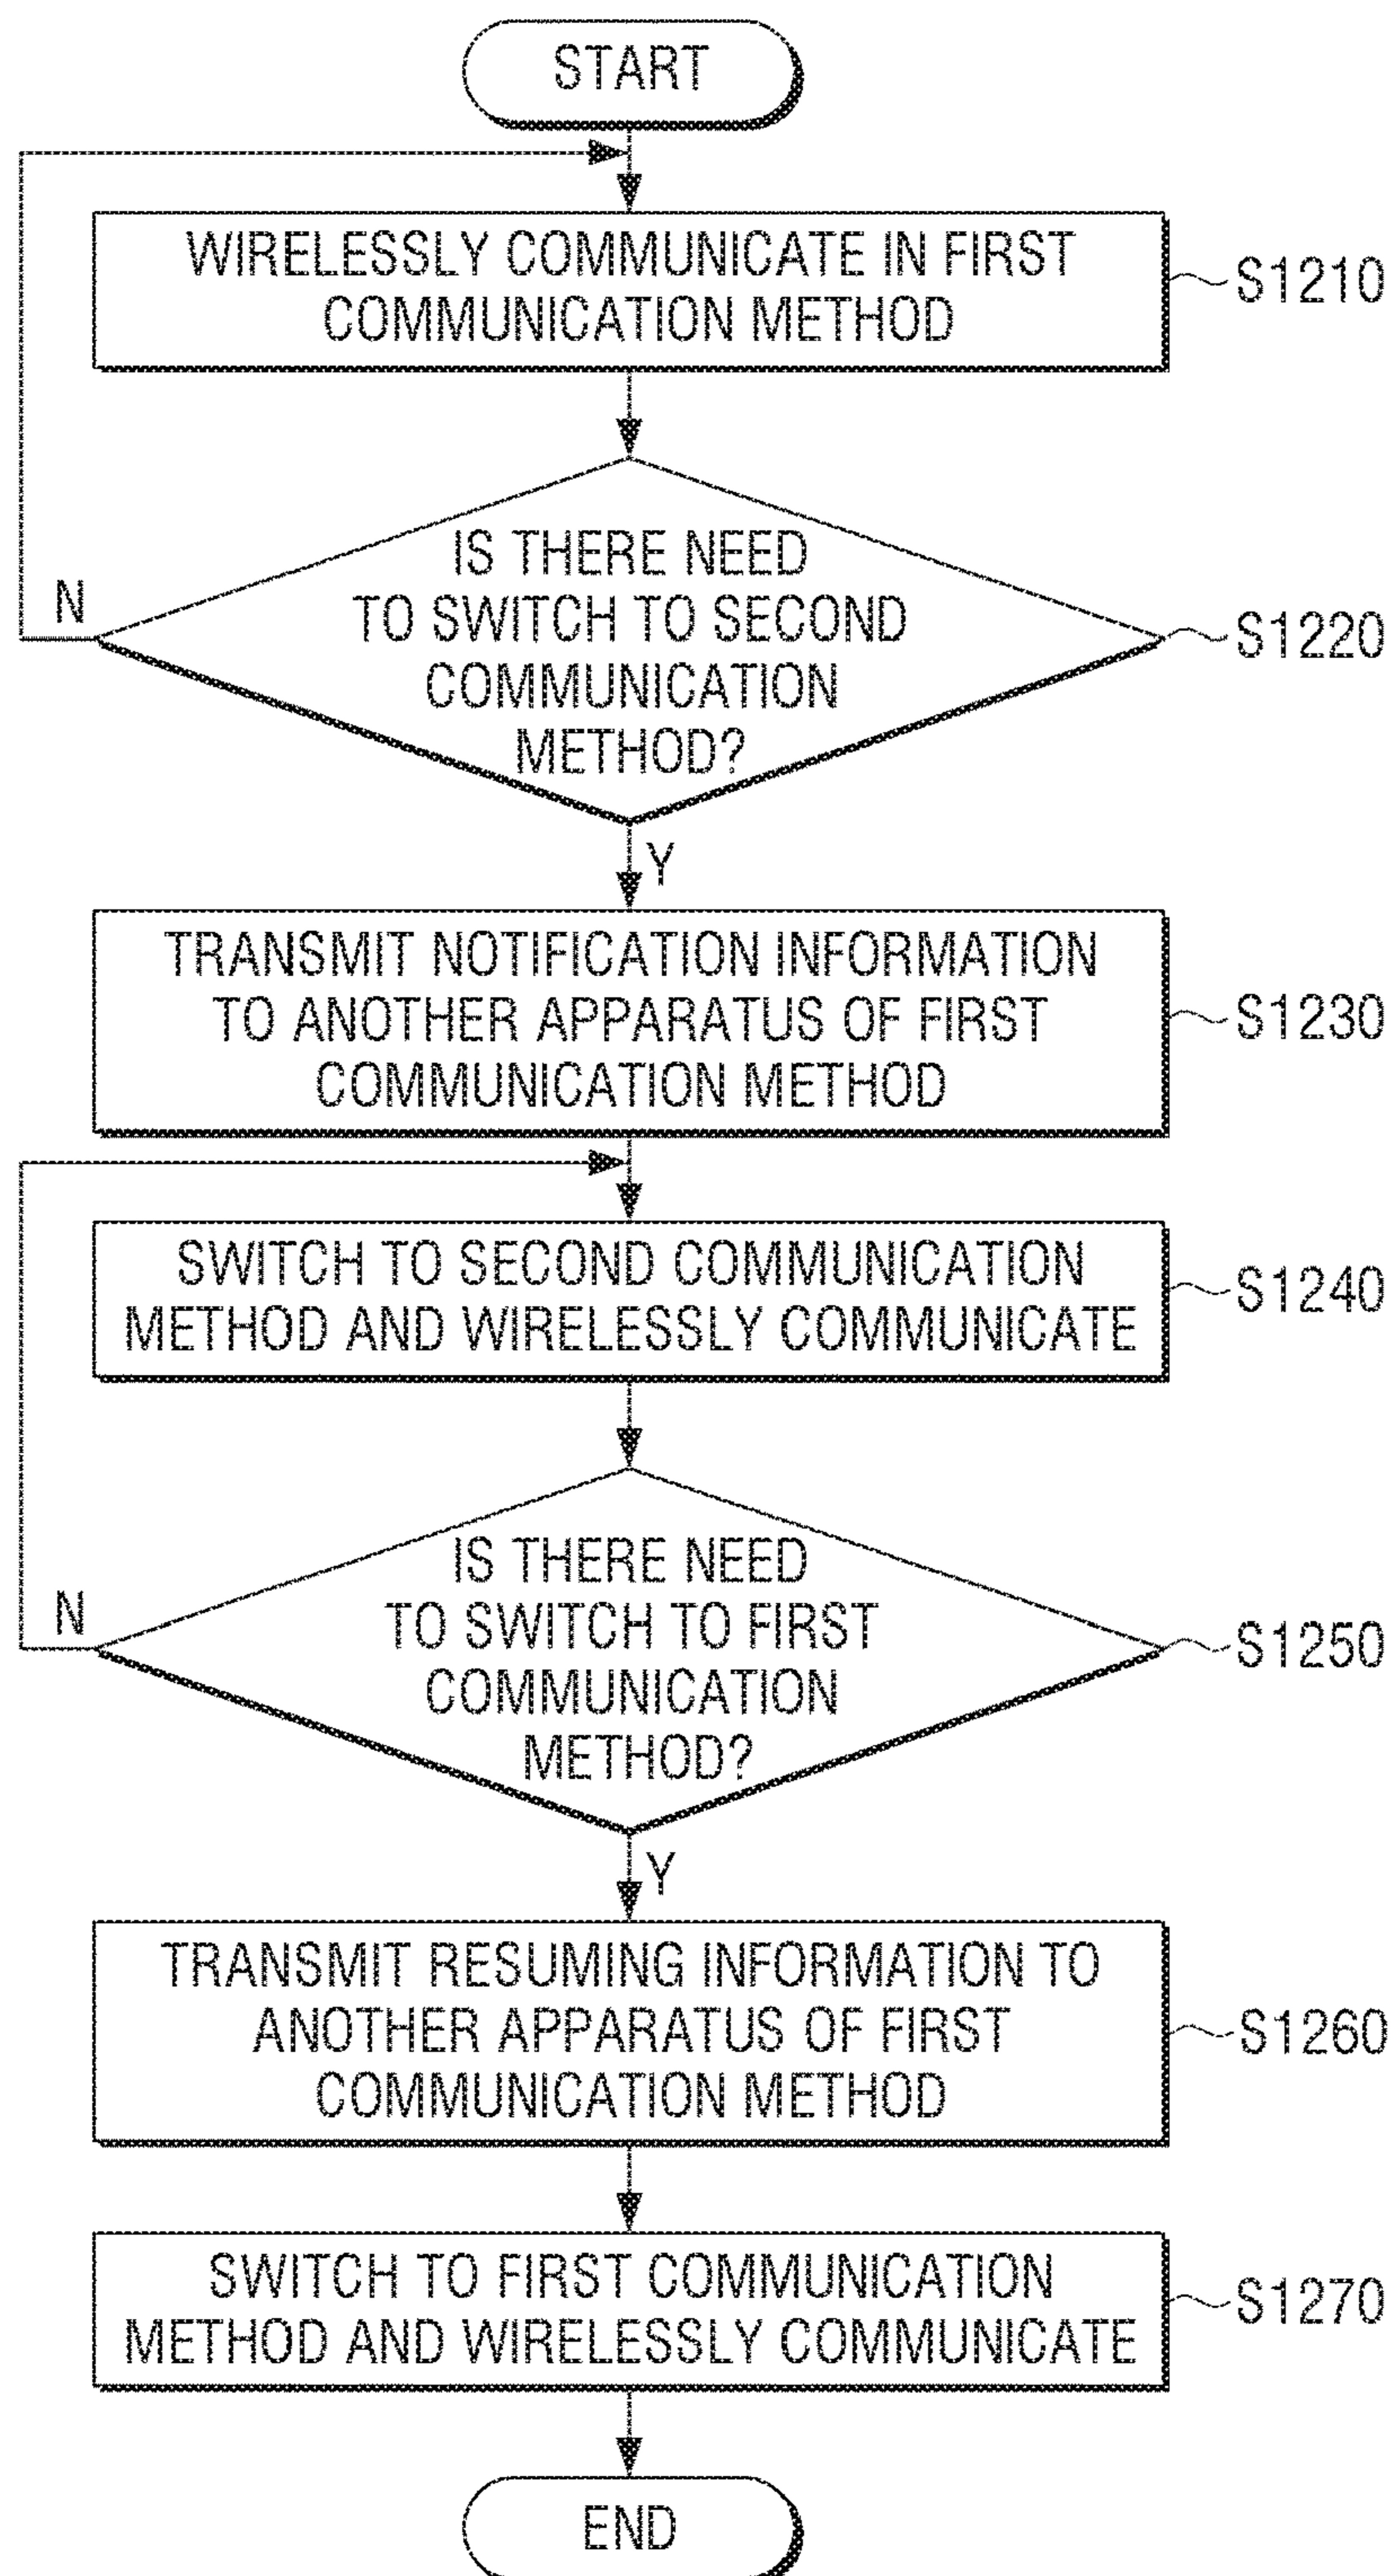 START
WIRELESSLY COMMUNICATE IN FIRST
COMMUNICATION METHOD
S1210
IS THERE NEED
TO SWITCH TO SECOND
COMMUNICATION
METHOD?
N
S1220
Y
TRANSMIT NOTIFICATION INFORMATION
TO ANOTHER APPARATUS OF FIRST
COMMUNICATION METHOD
S1230
SWITCH TO SECOND COMMUNICATION
METHOD AND WIRELESSLY COMMUNICATE
S1240
IS THERE NEED
TO SWITCH TO FIRST
COMMUNICATION
METHOD?
N
S1250
Y
TRANSMIT RESUMING INFORMATION TO
ANOTHER APPARATUS OF FIRST
COMMUNICATION METHOD
S1260
SWITCH TO FIRST COMMUNICATION
METHOD AND WIRELESSLY COMMUNICATE
S1270
END